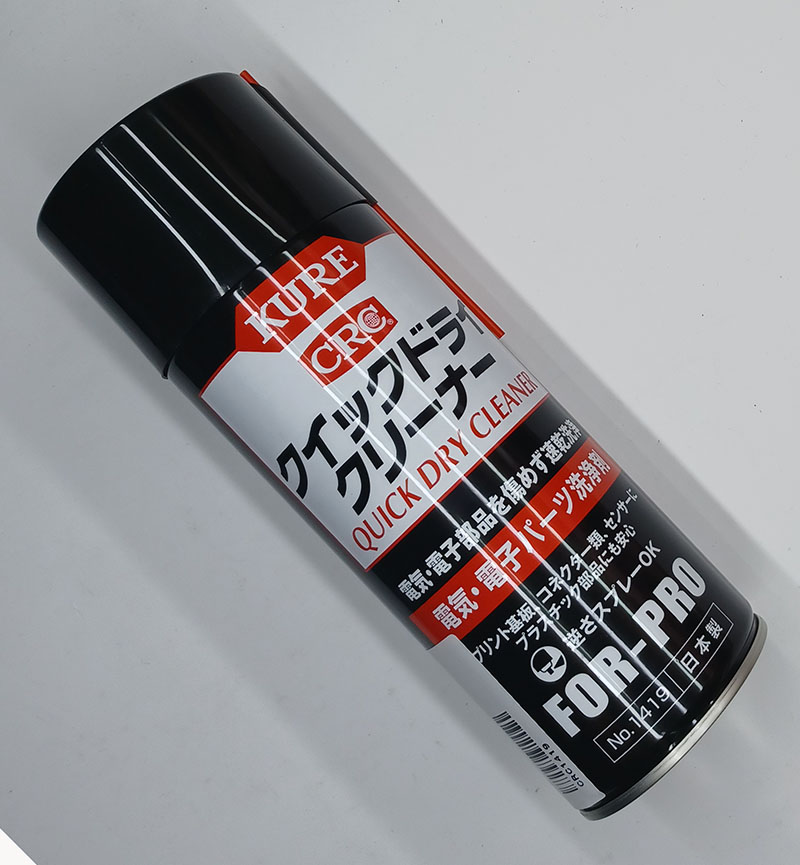 KURE
CRC®
クイックドライ
クリーナー
QUICK DRY CLEANER
電気・電子部品を傷めず速乾洗浄
電気・電子パーツ洗浄剤
プリント基板、コネクター類、センサーに
プラスチック部品にも安心
逆さスプレーOK
FOR-PRO
No.1419 日本製
CRC1419